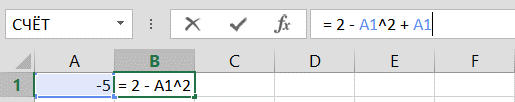 СЧЁТ fx = 2 - A1^2 + A1
A B C D E F
1 -5 = 2 - A1^2